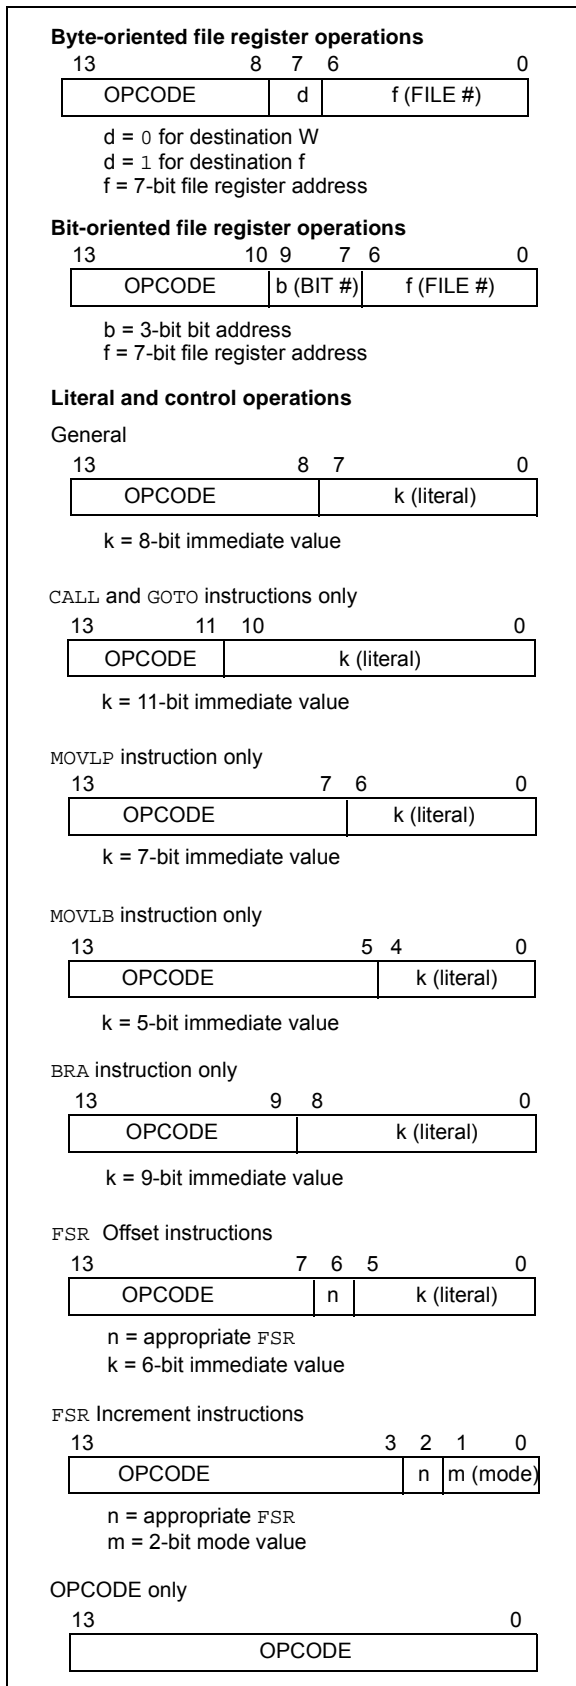 Byte-oriented file register operations
13 8 7 6 0
OPCODE d f (FILE #)
d = 0 for destination W
d = 1 for destination f
f = 7-bit file register address
Bit-oriented file register operations
13 10 9 7 6 0
OPCODE b (BIT #) f (FILE #)
b = 3-bit bit address
f = 7-bit file register address
Literal and control operations
General
13 8 7 0
OPCODE k (literal)
k = 8-bit immediate value
CALL and GOTO instructions only
13 11 10 0
OPCODE k (literal)
k = 11-bit immediate value
MOVLP instruction only
13 7 6 0
OPCODE k (literal)
k = 7-bit immediate value
MOVLB instruction only
13 5 4 0
OPCODE k (literal)
k = 5-bit immediate value
BRA instruction only
13 9 8 0
OPCODE k (literal)
k = 9-bit immediate value
FSR Offset instructions
13 7 6 5 0
OPCODE n k (literal)
n = appropriate FSR
k = 6-bit immediate value
FSR Increment instructions
13 3 2 1 0
OPCODE n m (mode)
n = appropriate FSR
m = 2-bit mode value
OPCODE only
13 0
OPCODE